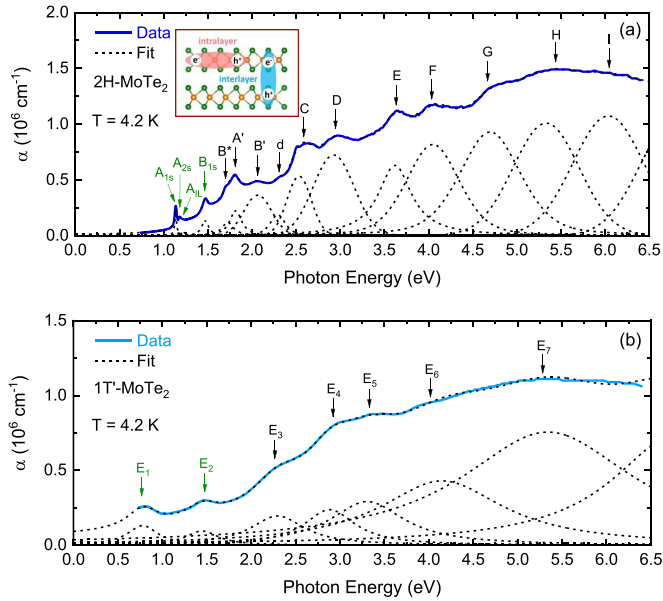 (a)
Data
Fit
2H-MoTe2
T = 4.2 K
intralayer
e- h+ e-
interlayer
h+
A1s
A2s
AIL
B1s
B*
A'
B'
d
C
D
E
F
G
H
I
α (10^6 cm^-1)
2.0
1.5
1.0
0.5
0.0
0.0 0.5 1.0 1.5 2.0 2.5 3.0 3.5 4.0 4.5 5.0 5.5 6.0 6.5
Photon Energy (eV)
(b)
Data
Fit
1T'-MoTe2
T = 4.2 K
E1
E2
E3
E4
E5
E6
E7
α (10^6 cm^-1)
1.5
1.0
0.5
0.0
0.0 0.5 1.0 1.5 2.0 2.5 3.0 3.5 4.0 4.5 5.0 5.5 6.0 6.5
Photon Energy (eV)